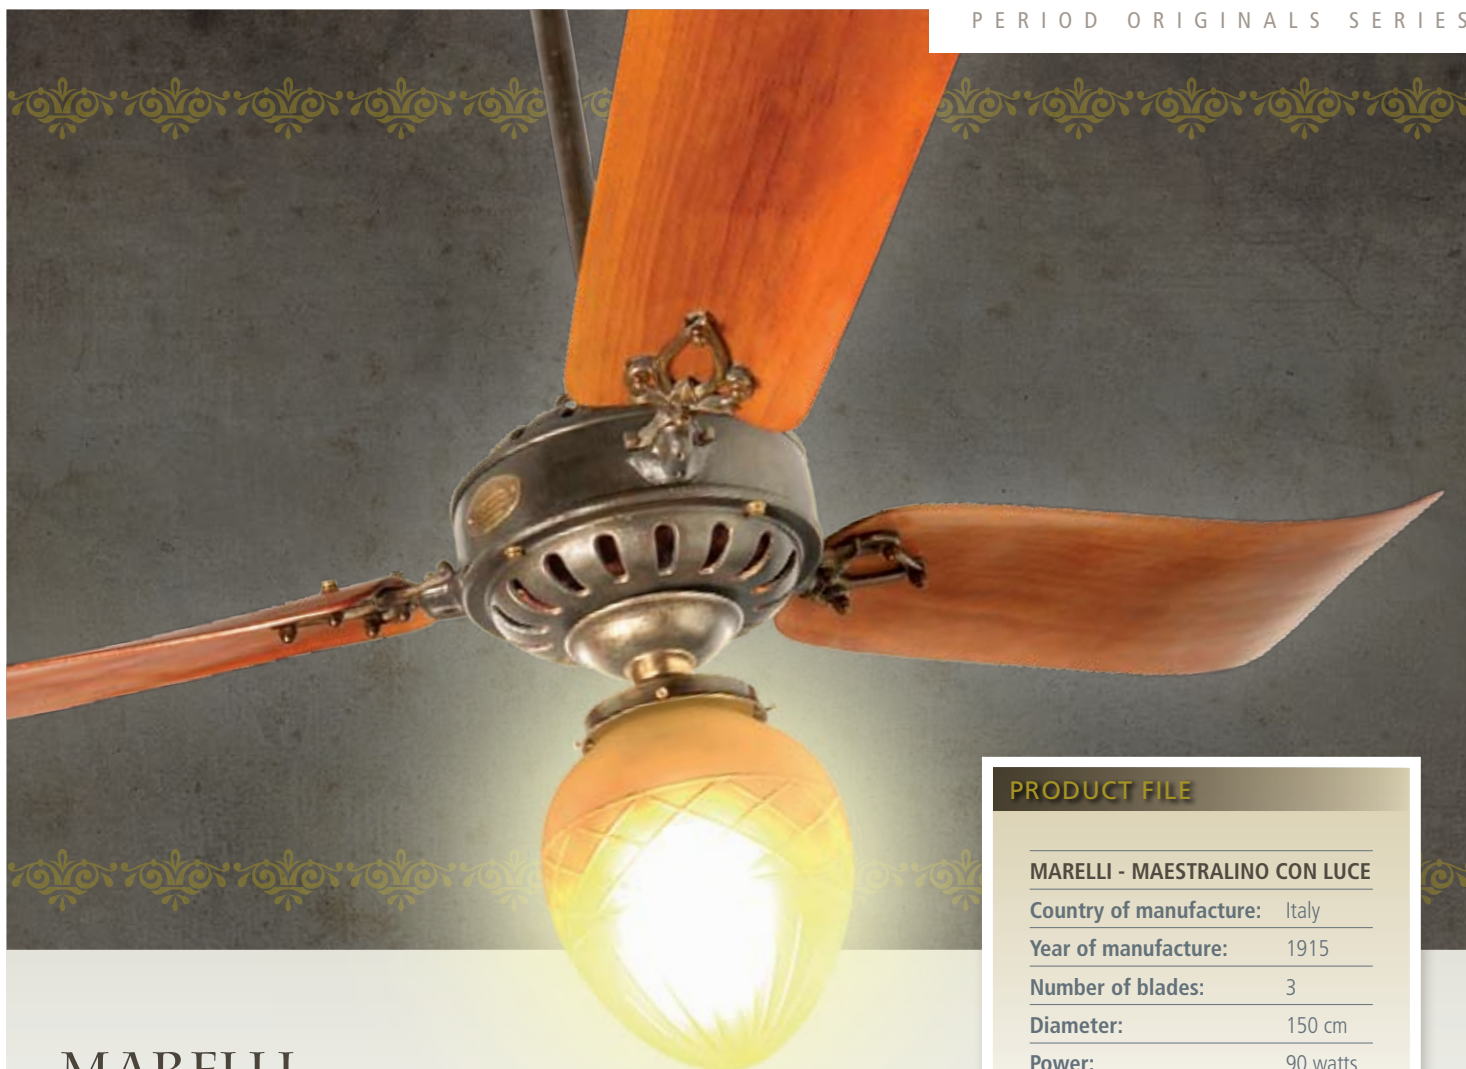 PERIOD ORIGINALS SERIES
PRODUCT FILE
MARELLI - MAESTRALINO CON LUCE
Country of manufacture: Italy
Year of manufacture: 1915
Number of blades: 3
Diameter: 150 cm
Power: 90 watts
MARELLI